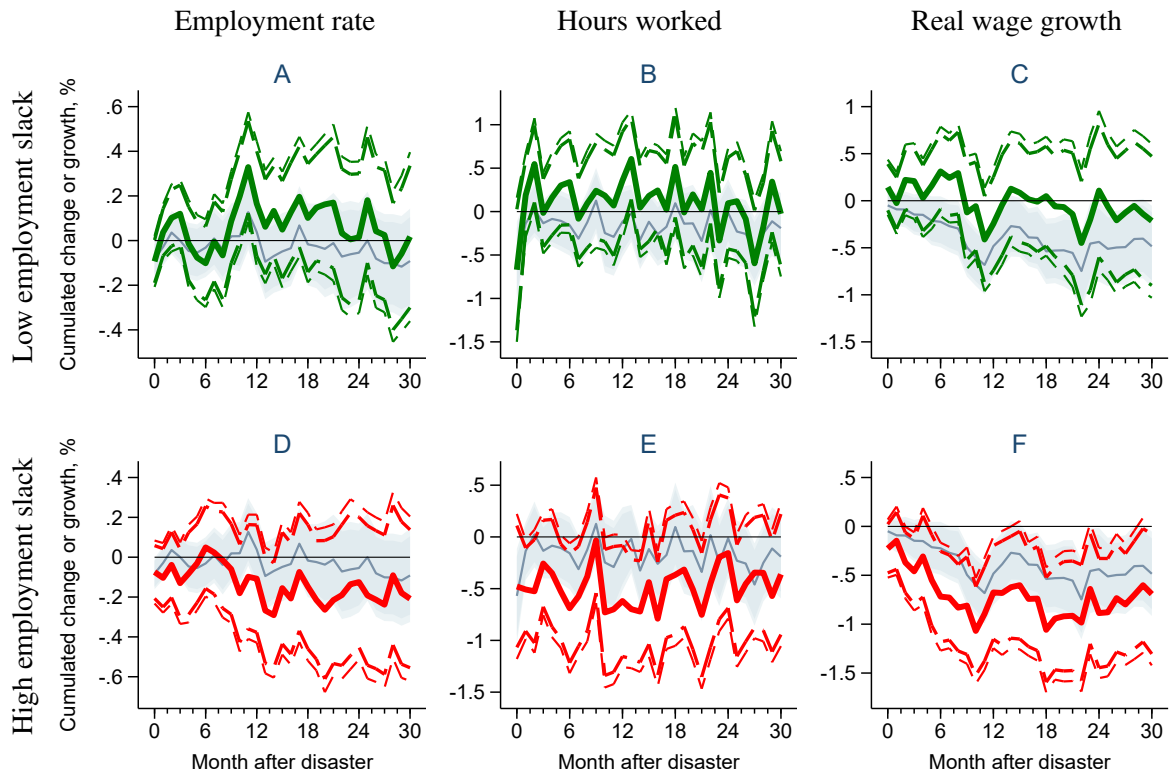 Employment rate
Hours worked
Real wage growth
Low employment slack
Cumulated change or growth, %
A
.6
.4
.2
0
-.2
-.4
0 6 12 18 24 30
B
1
.5
0
-.5
-1
-1.5
0 6 12 18 24 30
C
1
.5
0
-.5
-1
-1.5
0 6 12 18 24 30
High employment slack
Cumulated change or growth, %
D
.4
.2
0
-.2
-.4
-.6
0 6 12 18 24 30
Month after disaster
E
.5
0
-.5
-1
-1.5
0 6 12 18 24 30
Month after disaster
F
.5
0
-.5
-1
-1.5
0 6 12 18 24 30
Month after disaster